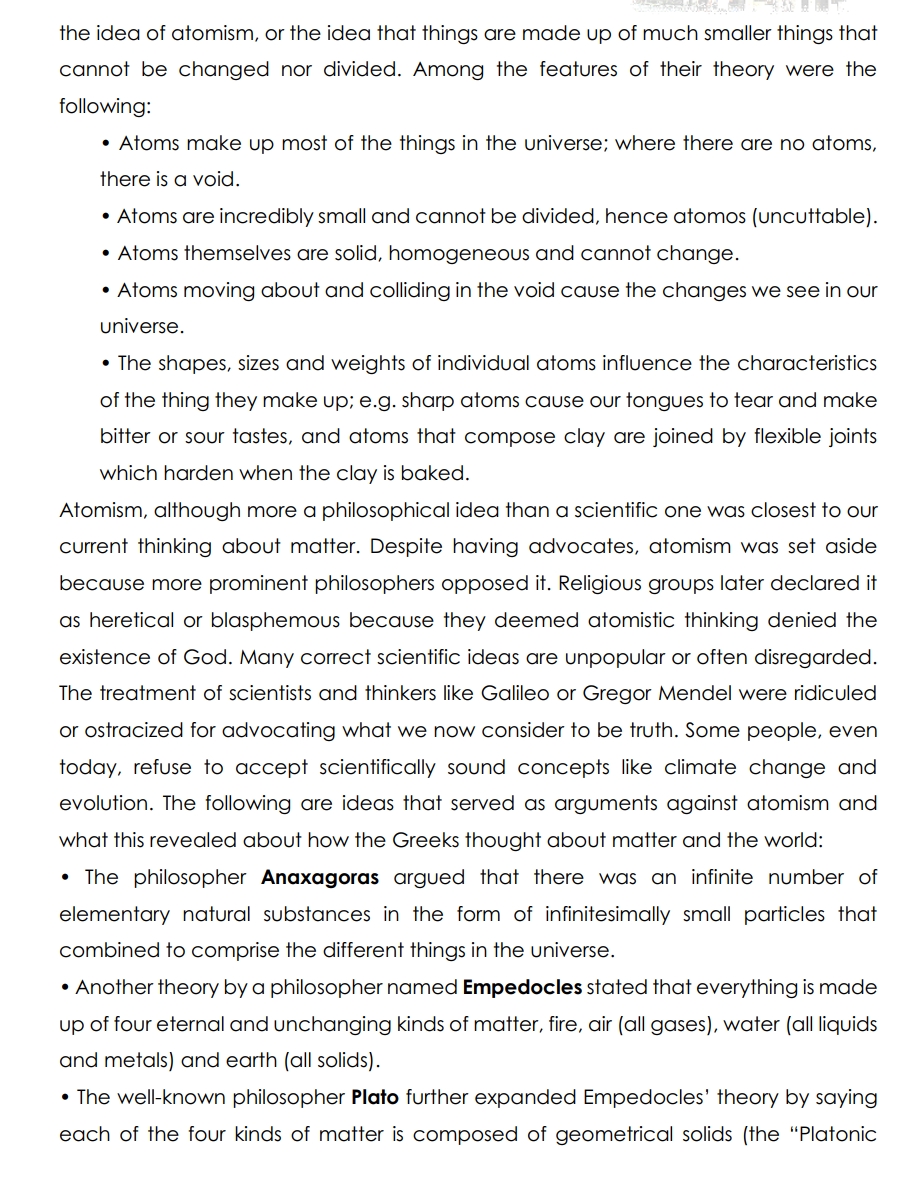 the idea of atomism, or the idea that things are made up of much smaller things that
cannot be changed nor divided. Among the features of their theory were the
following:
• Atoms make up most of the things in the universe; where there are no atoms,
there is a void.
• Atoms are incredibly small and cannot be divided, hence atomos (uncuttable).
• Atoms themselves are solid, homogeneous and cannot change.
• Atoms moving about and colliding in the void cause the changes we see in our
universe.
• The shapes, sizes and weights of individual atoms influence the characteristics
of the thing they make up; e.g. sharp atoms cause our tongues to tear and make
bitter or sour tastes, and atoms that compose clay are joined by flexible joints
which harden when the clay is baked.
Atomism, although more a philosophical idea than a scientific one was closest to our
current thinking about matter. Despite having advocates, atomism was set aside
because more prominent philosophers opposed it. Religious groups later declared it
as heretical or blasphemous because they deemed atomistic thinking denied the
existence of God. Many correct scientific ideas are unpopular or often disregarded.
The treatment of scientists and thinkers like Galileo or Gregor Mendel were ridiculed
or ostracized for advocating what we now consider to be truth. Some people, even
today, refuse to accept scientifically sound concepts like climate change and
evolution. The following are ideas that served as arguments against atomism and
what this revealed about how the Greeks thought about matter and the world:
• The philosopher Anaxagoras argued that there was an infinite number of
elementary natural substances in the form of infinitesimally small particles that
combined to comprise the different things in the universe.
• Another theory by a philosopher named Empedocles stated that everything is made
up of four eternal and unchanging kinds of matter, fire, air (all gases), water (all liquids
and metals) and earth (all solids).
• The well-known philosopher Plato further expanded Empedocles’ theory by saying
each of the four kinds of matter is composed of geometrical solids (the “Platonic